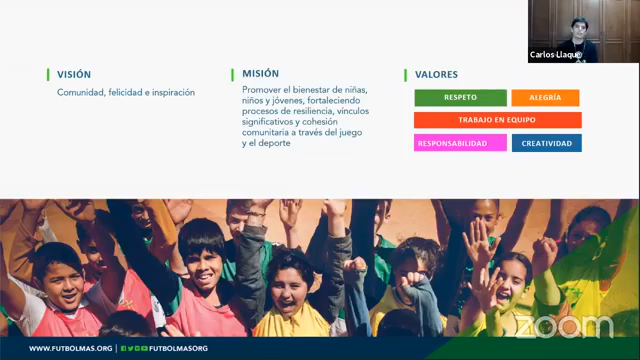 Carlos Llaque
VISIÓN
Comunidad, felicidad e inspiración
MISIÓN
Promover el bienestar de niñas,
niños y jóvenes, fortaleciendo
procesos de resiliencia, vínculos
significativos y cohesión
comunitaria a través del juego
y el deporte
VALORES
RESPETO
ALEGRÍA
TRABAJO EN EQUIPO
RESPONSABILIDAD
CREATIVIDAD
WWW.FUTBOLMAS.ORG
FUTBOLMASORG
zoom